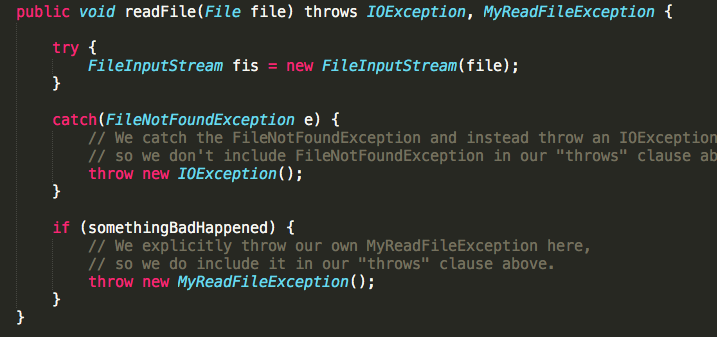 public void readFile(File file) throws IOException, MyReadFileException {
try {
FileInputStream fis = new FileInputStream(file);
}
catch(FileNotFoundException e) {
// We catch the FileNotFoundException and instead throw an IOException
// so we don't include FileNotFoundException in our "throws" clause ab
throw new IOException();
}
if (somethingBadHappened) {
// We explicitly throw our own MyReadFileException here,
// so we do include it in our "throws" clause above.
throw new MyReadFileException();
}
}